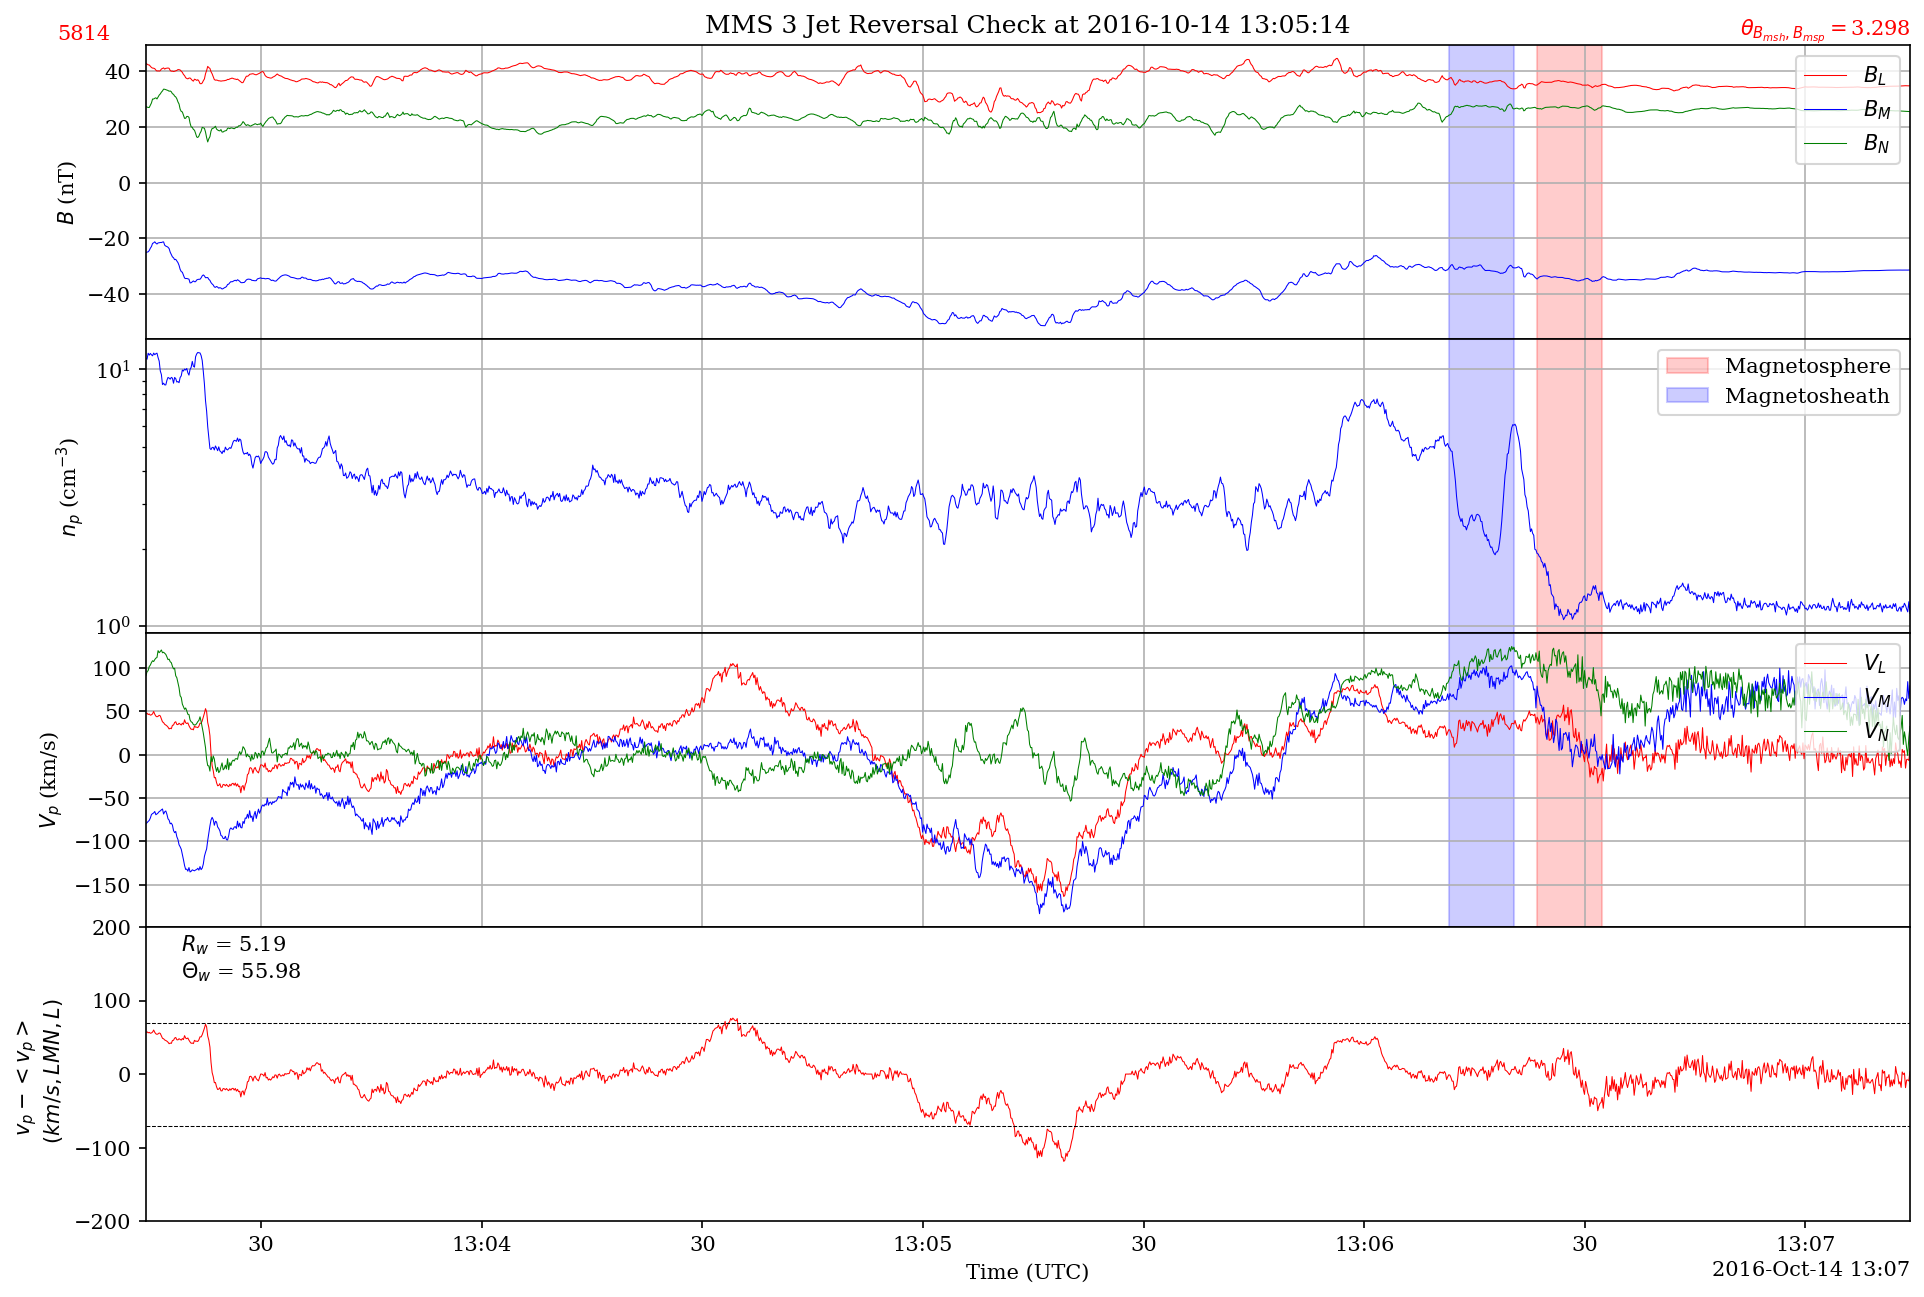 5814
MMS 3 Jet Reversal Check at 2016-10-14 13:05:14
θ_{B_{msh}, B_{msp}} = 3.298
40
20
0
−20
−40
B (nT)
B_L
B_M
B_N
10^1
10^0
n_p (cm^{−3})
Magnetosphere
Magnetosheath
100
50
0
−50
−100
−150
V_p (km/s)
V_L
V_M
V_N
200
100
0
−100
−200
v_p − < v_p >
(km/s, LMN, L)
R_w = 5.19
Θ_w = 55.98
30
13:04
30
13:05
30
13:06
30
13:07
Time (UTC)
2016-Oct-14 13:07